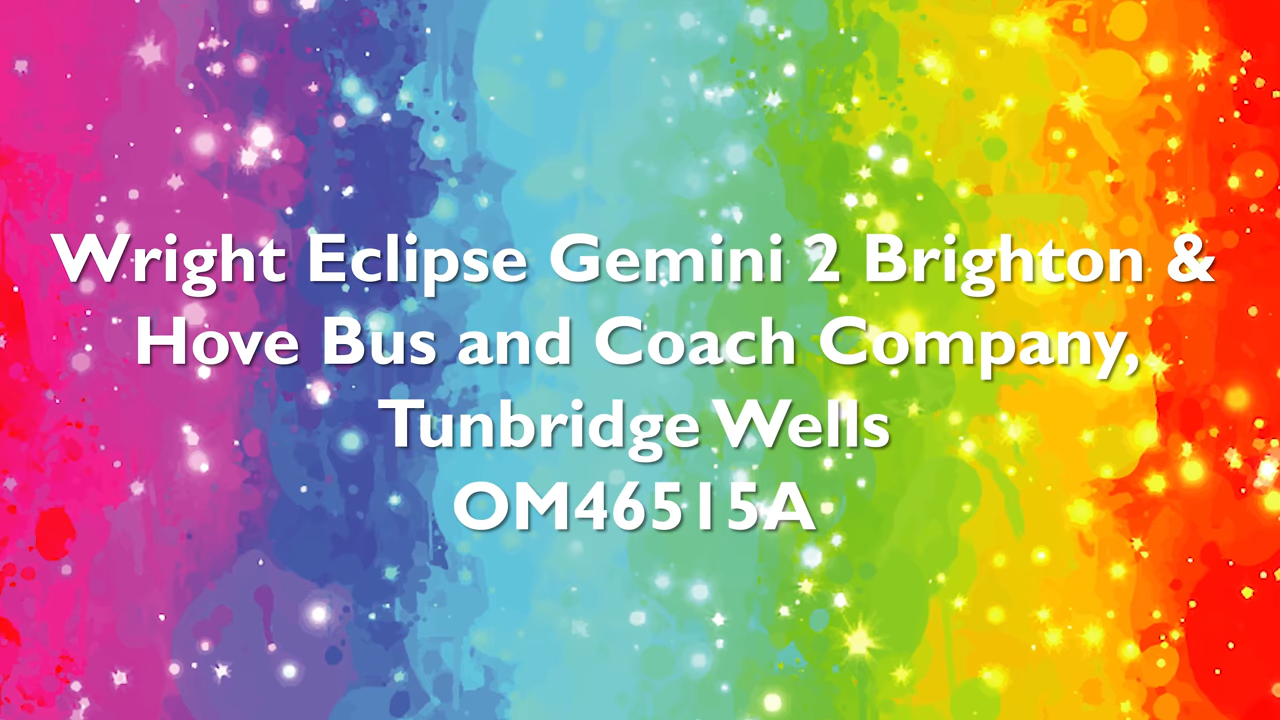 Wright Eclipse Gemini 2 Brighton &
Hove Bus and Coach Company,
Tunbridge Wells
OM46515A